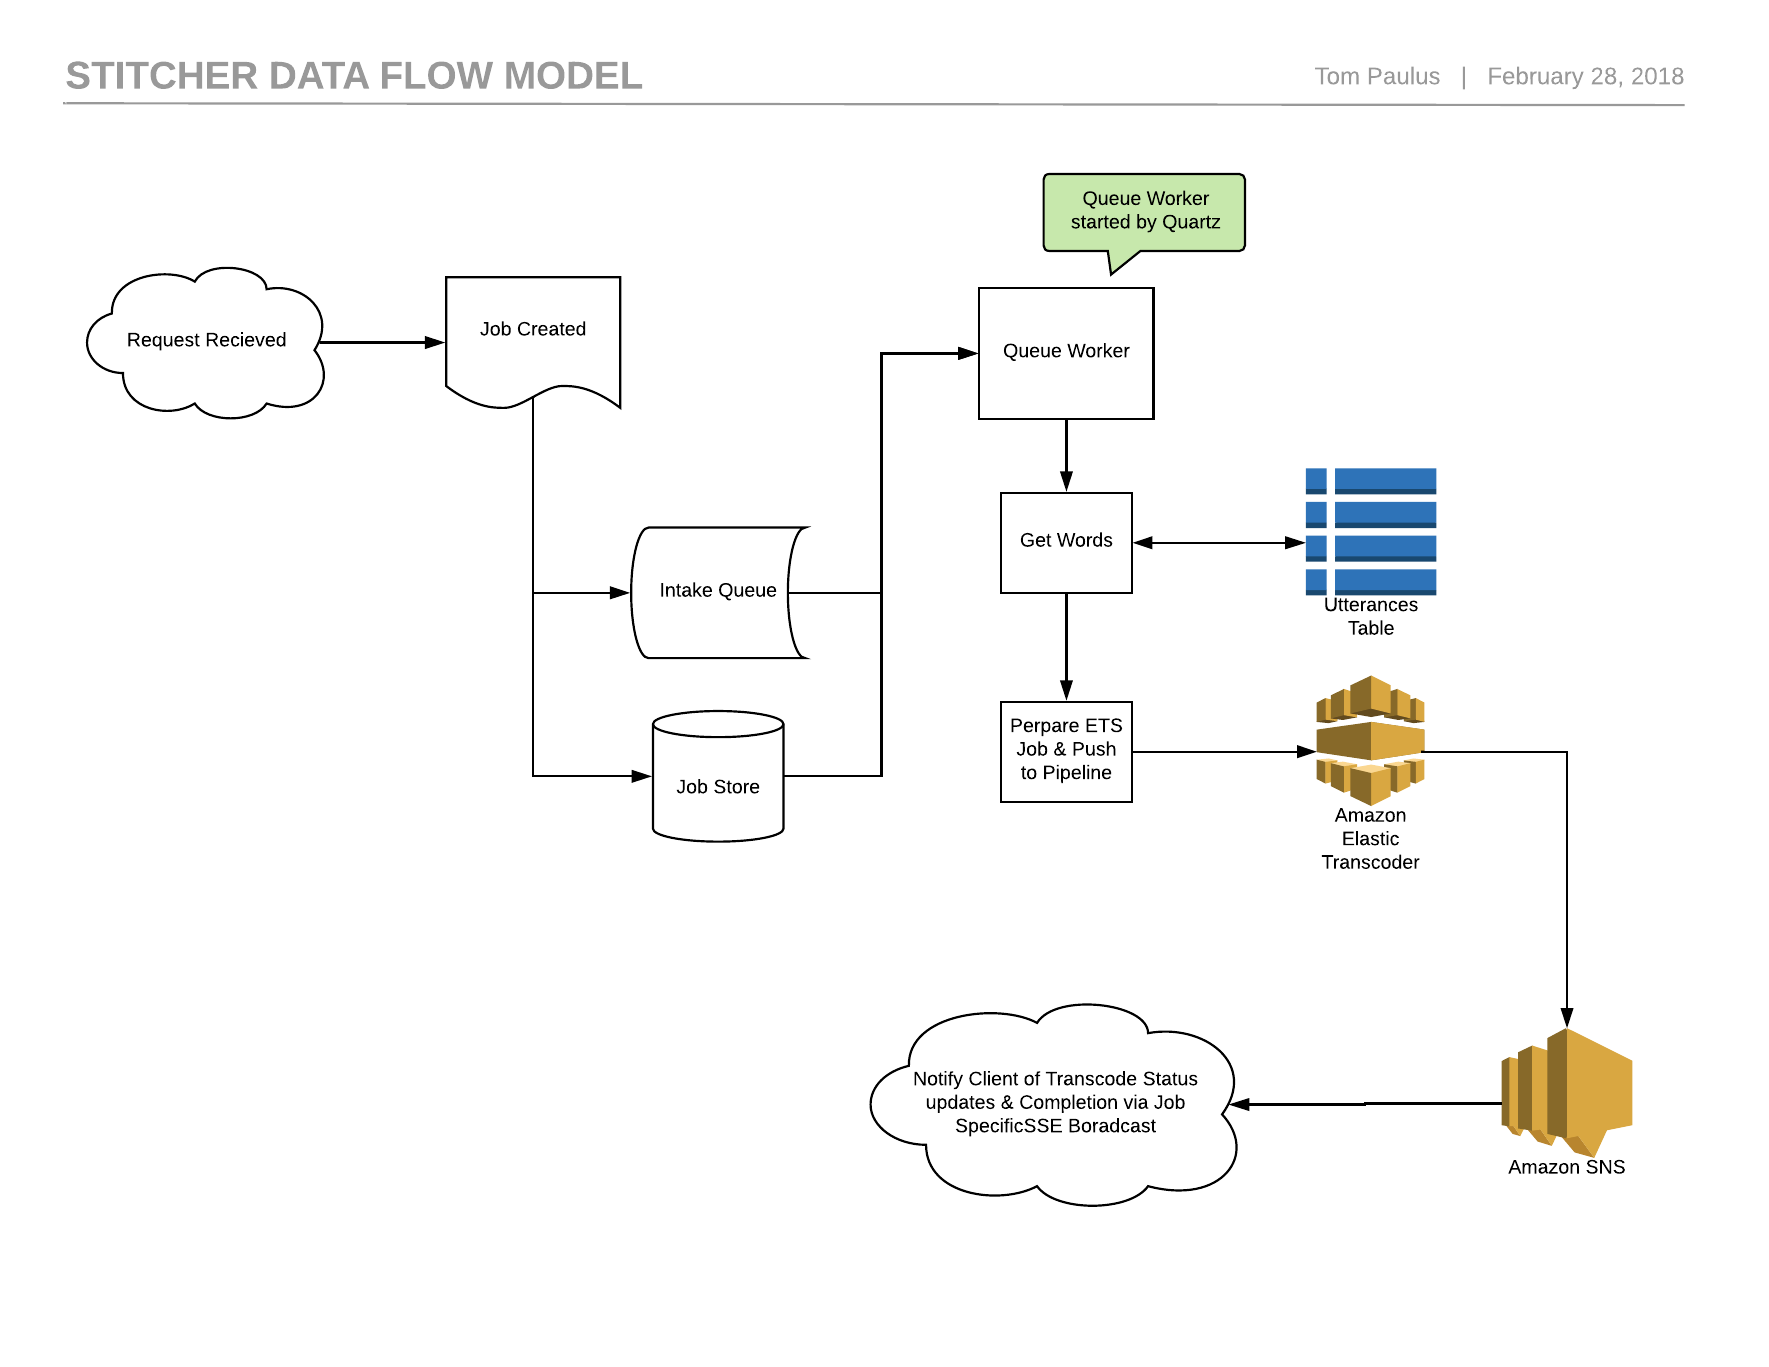 STITCHER DATA FLOW MODEL
Tom Paulus | February 28, 2018
Queue Worker
started by Quartz
Request Recieved
Job Created
Queue Worker
Get Words
Intake Queue
Utterances
Table
Perpare ETS
Job & Push
to Pipeline
Job Store
Amazon
Elastic
Transcoder
Notify Client of Transcode Status
updates & Completion via Job
SpecificSSE Boradcast
Amazon SNS